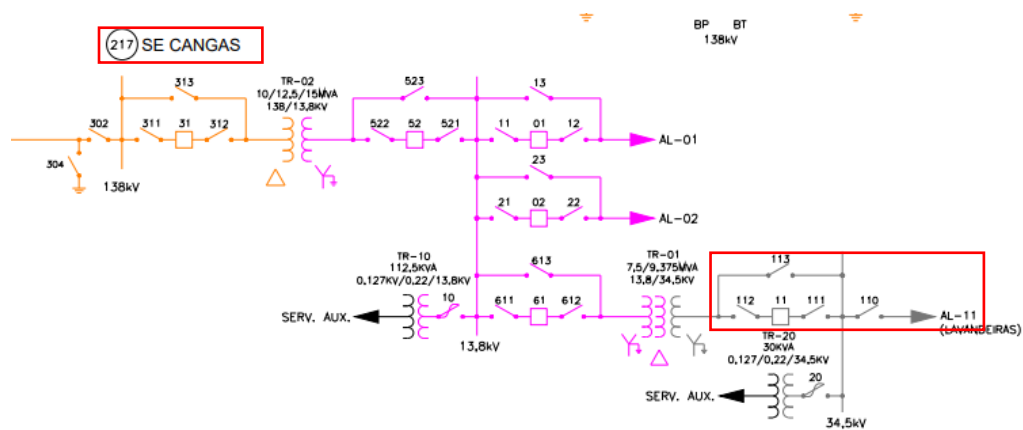 BP BT
138kV
217 SE CANGAS
313
TR-02
10/12,5/15MVA
138/13,8KV
523
13
302
311
31
312
522
52
521
11
01
12
AL-01
304
138kV
23
21
02
22
AL-02
TR-10
112,5KVA
0.127KV/0,22/13,8KV
613
TR-01
7,5/9,375MVA
13,8/34,5KV
113
SERV. AUX.
10
611
61
612
112
11
111
110
AL-11
(LAVANDEIRAS)
13,8kV
TR-20
30KVA
0,127/0,22/34,5KV
SERV. AUX.
20
34,5kV